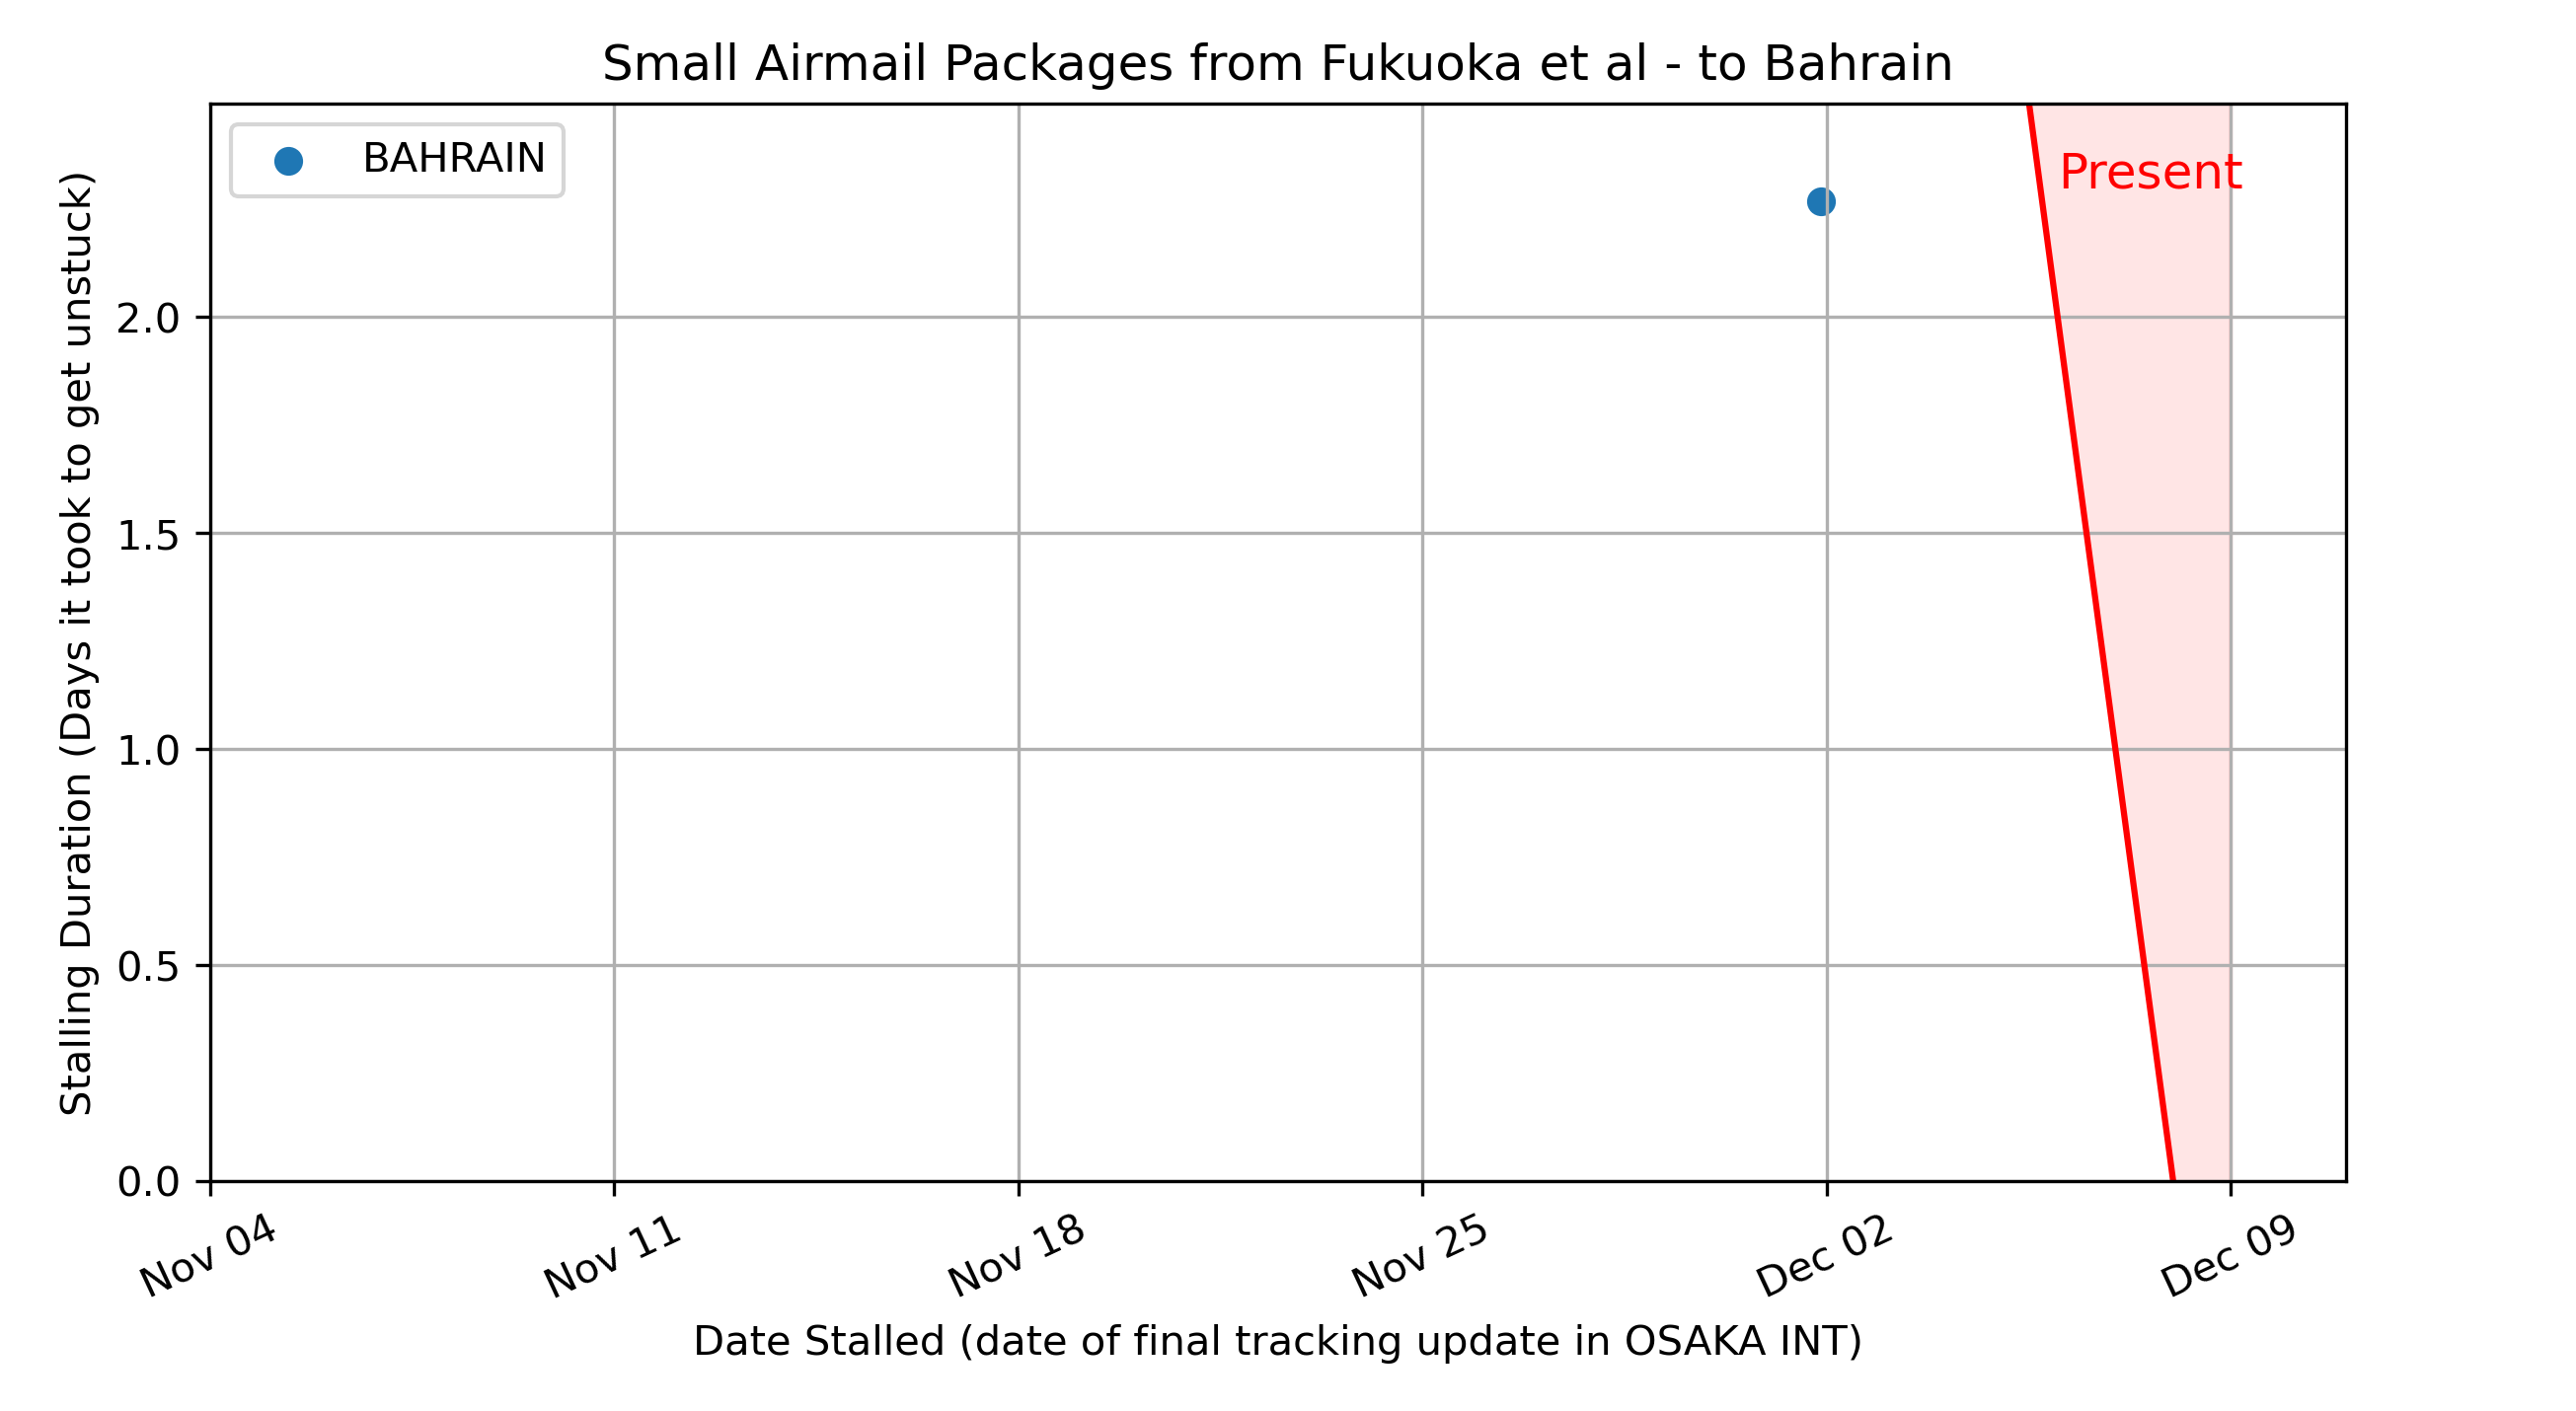 Small Airmail Packages from Fukuoka et al - to Bahrain
BAHRAIN
Present
Stalling Duration (Days it took to get unstuck)
2.0
1.5
1.0
0.5
0.0
Nov 04
Nov 11
Nov 18
Nov 25
Dec 02
Dec 09
Date Stalled (date of final tracking update in OSAKA INT)